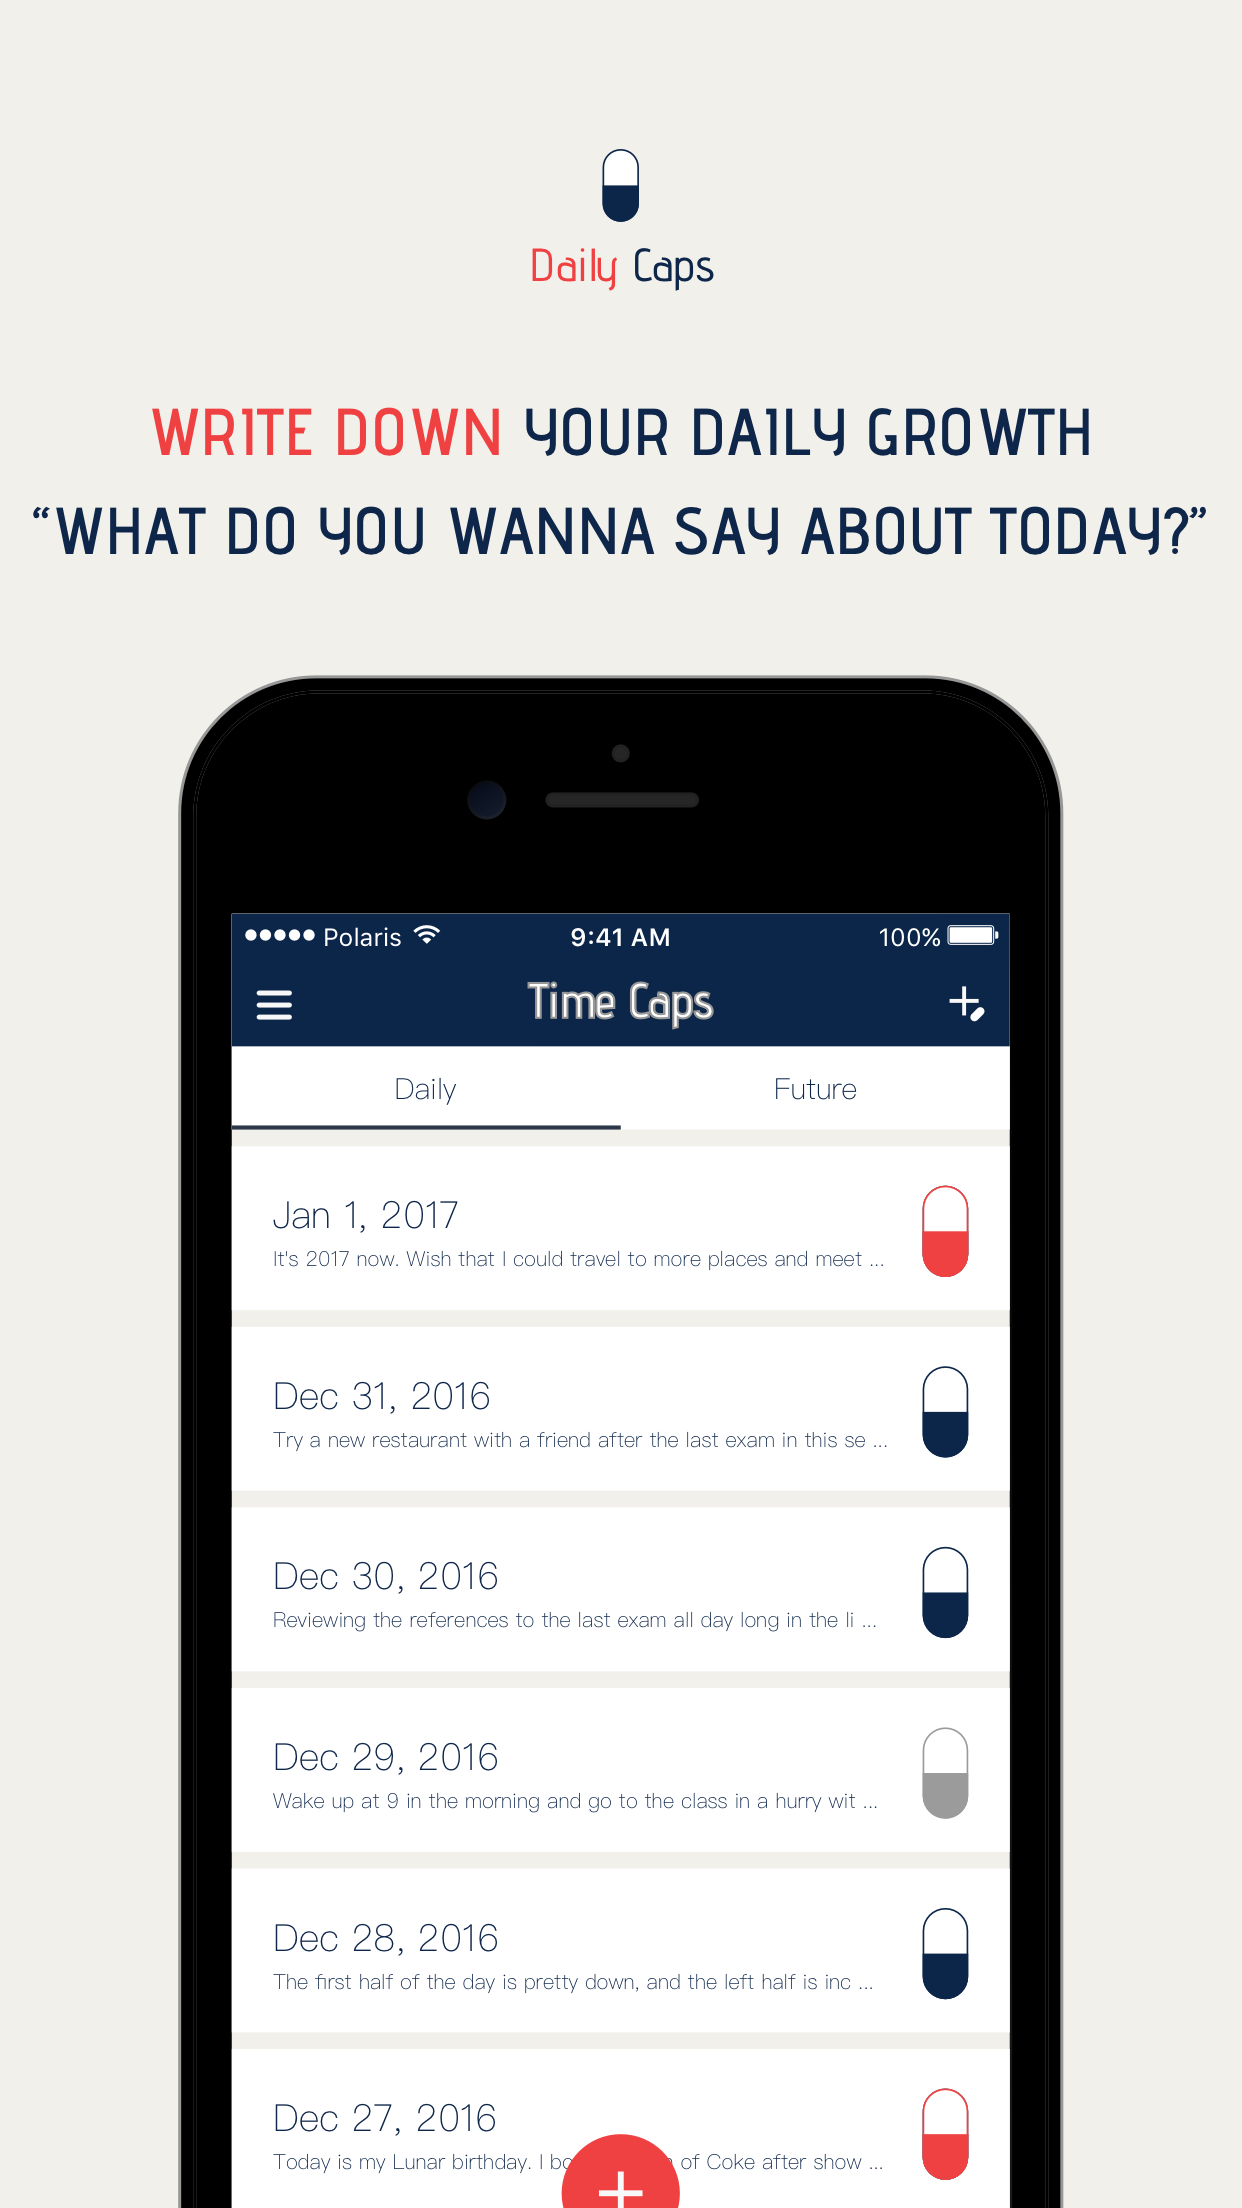 Daily Caps
WRITE DOWN YOUR DAILY GROWTH
“WHAT DO YOU WANNA SAY ABOUT TODAY?”
Polaris 9:41 AM 100%
Time Caps
Daily Future
Jan 1, 2017
It's 2017 now. Wish that I could travel to more places and meet ...
Dec 31, 2016
Try a new restaurant with a friend after the last exam in this se ...
Dec 30, 2016
Reviewing the references to the last exam all day long in the li ...
Dec 29, 2016
Wake up at 9 in the morning and go to the class in a hurry wit ...
Dec 28, 2016
The first half of the day is pretty down, and the left half is inc ...
Dec 27, 2016
Today is my Lunar birthday. I of Coke after show ...